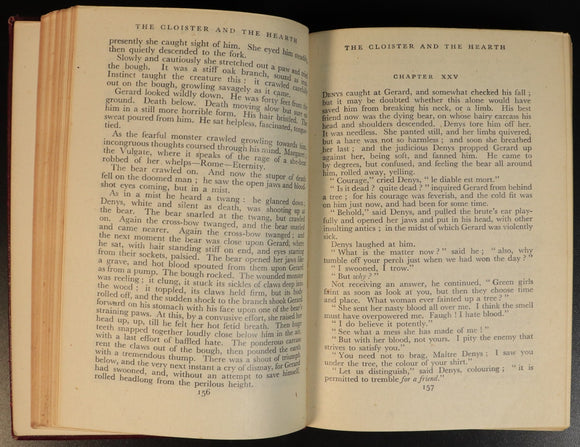 THE CLOISTER AND THE HEARTH
presently she caught sight of him. She eyed him steadily,
then quietly descended to the fork.
Slowly and cautiously she stretched out a paw and tried
the bough. It was a stiff oak branch, sound as iron.
Instinct taught the creature this: it crawled carefully
out on the bough, growling savagely as it came.
Gerard looked wildly down. He was forty feet from the
ground. Death below. Death moving slow but sure on
him in a still more horrible form. His hair bristled. The
sweat poured from him. He sat helpless, fascinated, tongue-
tied.
As the fearful monster crawled growling towards him,
incongruous thoughts coursed through his mind. Margaret,
the Vulgate, where it speaks of the rage of a she-bear
robbed of her whelps—Rome—Eternity.
The bear crawled on. And now the stupor of death
fell on the doomed man; he saw the open jaws and blood-
shot eyes coming, but in a mist.
As in a mist he heard a twang: he glanced down;
Denys, white and silent as death, was shooting up at
the bear. The bear snarled at the twang, but crawled
on. Again the cross-bow twanged, and the bear snarled
and came nearer. Again the cross-bow twanged; and
the next moment the bear was close upon Gerard, where
he sat, with hair standing stiff on end, and eyes starting
from their sockets, palsied. The bear opened her jaws like
a grave, and hot blood spouted from them upon Gerard
as from a pump. The bough rocked. The wounded monster
was reeling; it clung, it stuck its sickles of claws deep into
the wood; it toppled, its claws held firm, but its body
rolled off, and the sudden shock to the branch shook Gerard
forward on his stomach with his face upon one of the bear's
straining paws. At this, by a convulsive effort, she raised her
head up, up, till he felt her hot fetid breath. Then huge
teeth snapped together loudly close below him in the air,
with a last effort of baffled hate. The ponderous carcass
rent the claws out of the bough, then pounded the earth
with a tremendous thump. There was a shout of triumph
below, and the very next instant a cry of dismay, for Gerard
had swooned, and, without an attempt to save himself,
rolled headlong from the perilous height.
156
THE CLOISTER AND THE HEARTH
CHAPTER XXV
DENYS caught at Gerard, and somewhat checked his fall;
but it may be doubted whether this alone would have
saved him from breaking his neck, or a limb. His best
friend now was the dying bear, on whose hairy carcass his
head and shoulders descended. Denys tore him off her.
It was needless. She panted still, and her limbs quivered,
but a hare was not so harmless; and soon she breathed
her last; and the judicious Denys propped Gerard up
against her, being soft, and fanned him. He came to
by degrees, but confused, and feeling the bear all around
him, rolled away, yelling.
" Courage," cried Denys, " le diable est mort."
" Is it dead? quite dead? " inquired Gerard from behind
a tree; for his courage was feverish, and the cold fit was
on him just now, and had been for some time.
" Behold," said Denys, and pulled the brute's ear play-
fully and opened her jaws and put in his head, with other
insulting antics; in the midst of which Gerard was violently
sick.
Denys laughed at him.
" What is the matter now? " said he; " also, why
tumble off your perch just when we had won the day? "
" I swooned, I trow."
" But why? "
Not receiving an answer, he continued, " Green girls
faint as soon as look at you, but then they choose time
and place. What woman ever fainted up a tree? "
" She sent her nasty blood all over me. I think the smell
must have overpowered me. Faugh! I hate blood."
" I do believe it potently."
" See what a mess she has made of me! "
" But with her blood, not yours. I pity the enemy that
strives to satisfy you."
" You need not to brag, Maître Denys; I saw you
under the tree, the colour of your shirt."
" Let us distinguish," said Denys, colouring; " it is
permitted to tremble for a friend."
157